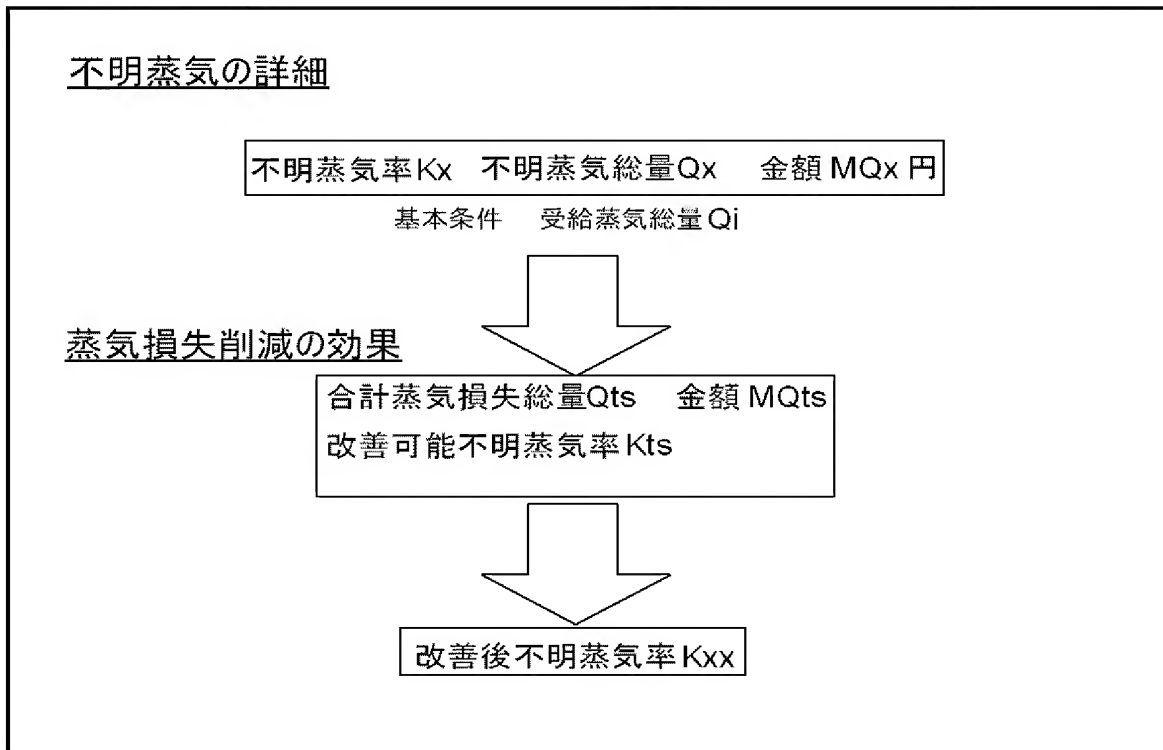 不明蒸気の詳細
不明蒸気率Kx 不明蒸気総量Qx 金額 MQx 円
基本条件 受給蒸気総量Qi
蒸気損失削減の効果
合計蒸気損失総量Qts 金額 MQts
改善可能不明蒸気率Kts
改善後不明蒸気率Kxx